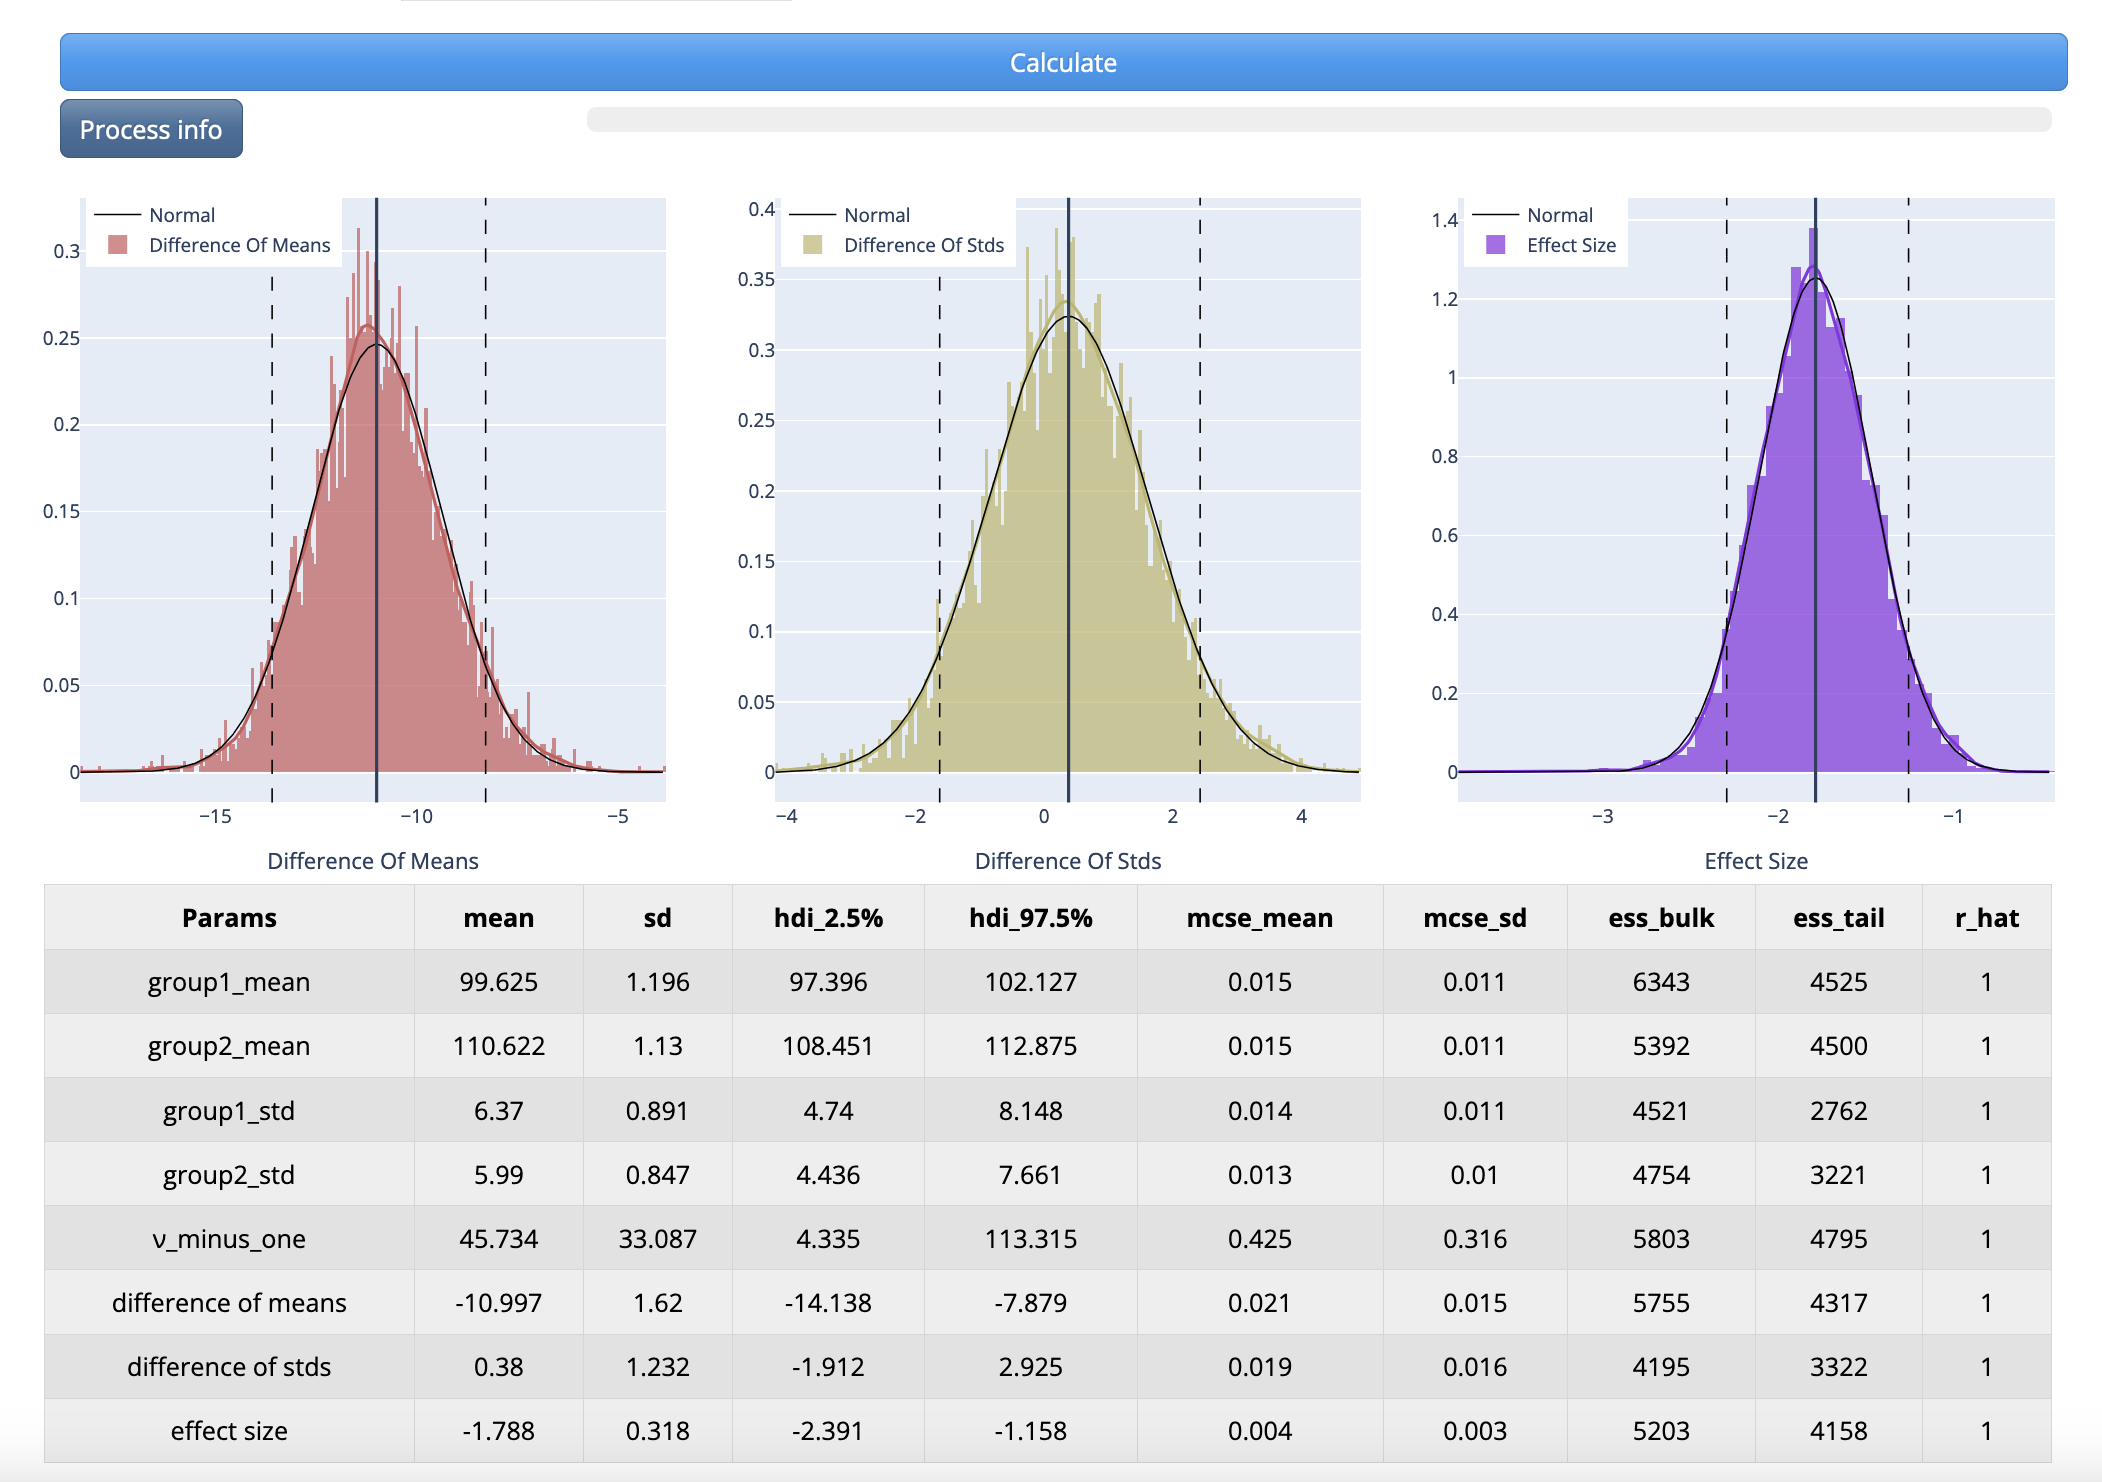 Calculate
Process info
Normal
Difference Of Means
0.3
0.25
0.2
0.15
0.1
0.05
0
−15 −10 −5
Difference Of Means
Normal
Difference Of Stds
0.4
0.35
0.3
0.25
0.2
0.15
0.1
0.05
0
−4 −2 0 2 4
Difference Of Stds
Normal
Effect Size
1.4
1.2
1
0.8
0.6
0.4
0.2
0
−3 −2 −1
Effect Size
Params mean sd hdi_2.5% hdi_97.5% mcse_mean mcse_sd ess_bulk ess_tail r_hat
group1_mean 99.625 1.196 97.396 102.127 0.015 0.011 6343 4525 1
group2_mean 110.622 1.13 108.451 112.875 0.015 0.011 5392 4500 1
group1_std 6.37 0.891 4.74 8.148 0.014 0.011 4521 2762 1
group2_std 5.99 0.847 4.436 7.661 0.013 0.01 4754 3221 1
ν_minus_one 45.734 33.087 4.335 113.315 0.425 0.316 5803 4795 1
difference of means -10.997 1.62 -14.138 -7.879 0.021 0.015 5755 4317 1
difference of stds 0.38 1.232 -1.912 2.925 0.019 0.016 4195 3322 1
effect size -1.788 0.318 -2.391 -1.158 0.004 0.003 5203 4158 1